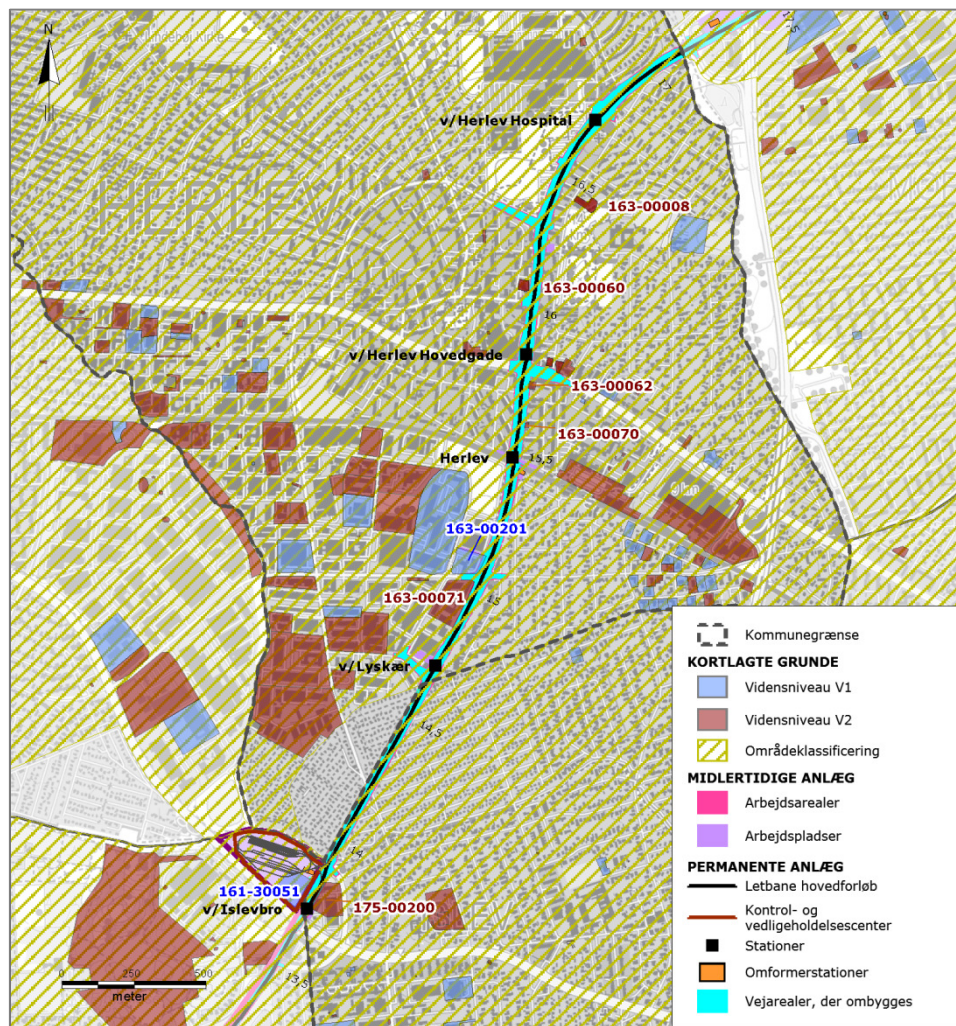 N
17,5
17
v/Herlev Hospital
16,5
163-00008
HERLEV
163-00060
16
v/Herlev Hovedgade
163-00062
163-00070
Herlev
15,5
163-00201
163-00071
15
v/Lyskær
14,5
14
161-30051
v/Islevbro
175-00200
13,5
0 250 500
meter
Kommunegrænse
KORTLAGTE GRUNDE
Vidensniveau V1
Vidensniveau V2
Områdeklassificering
MIDLERTIDIGE ANLÆG
Arbejdsarealer
Arbejdspladser
PERMANENTE ANLÆG
Letbane hovedforløb
Kontrol- og
vedligeholdelsescenter
Stationer
Omformerstationer
Vejarealer, der ombygges